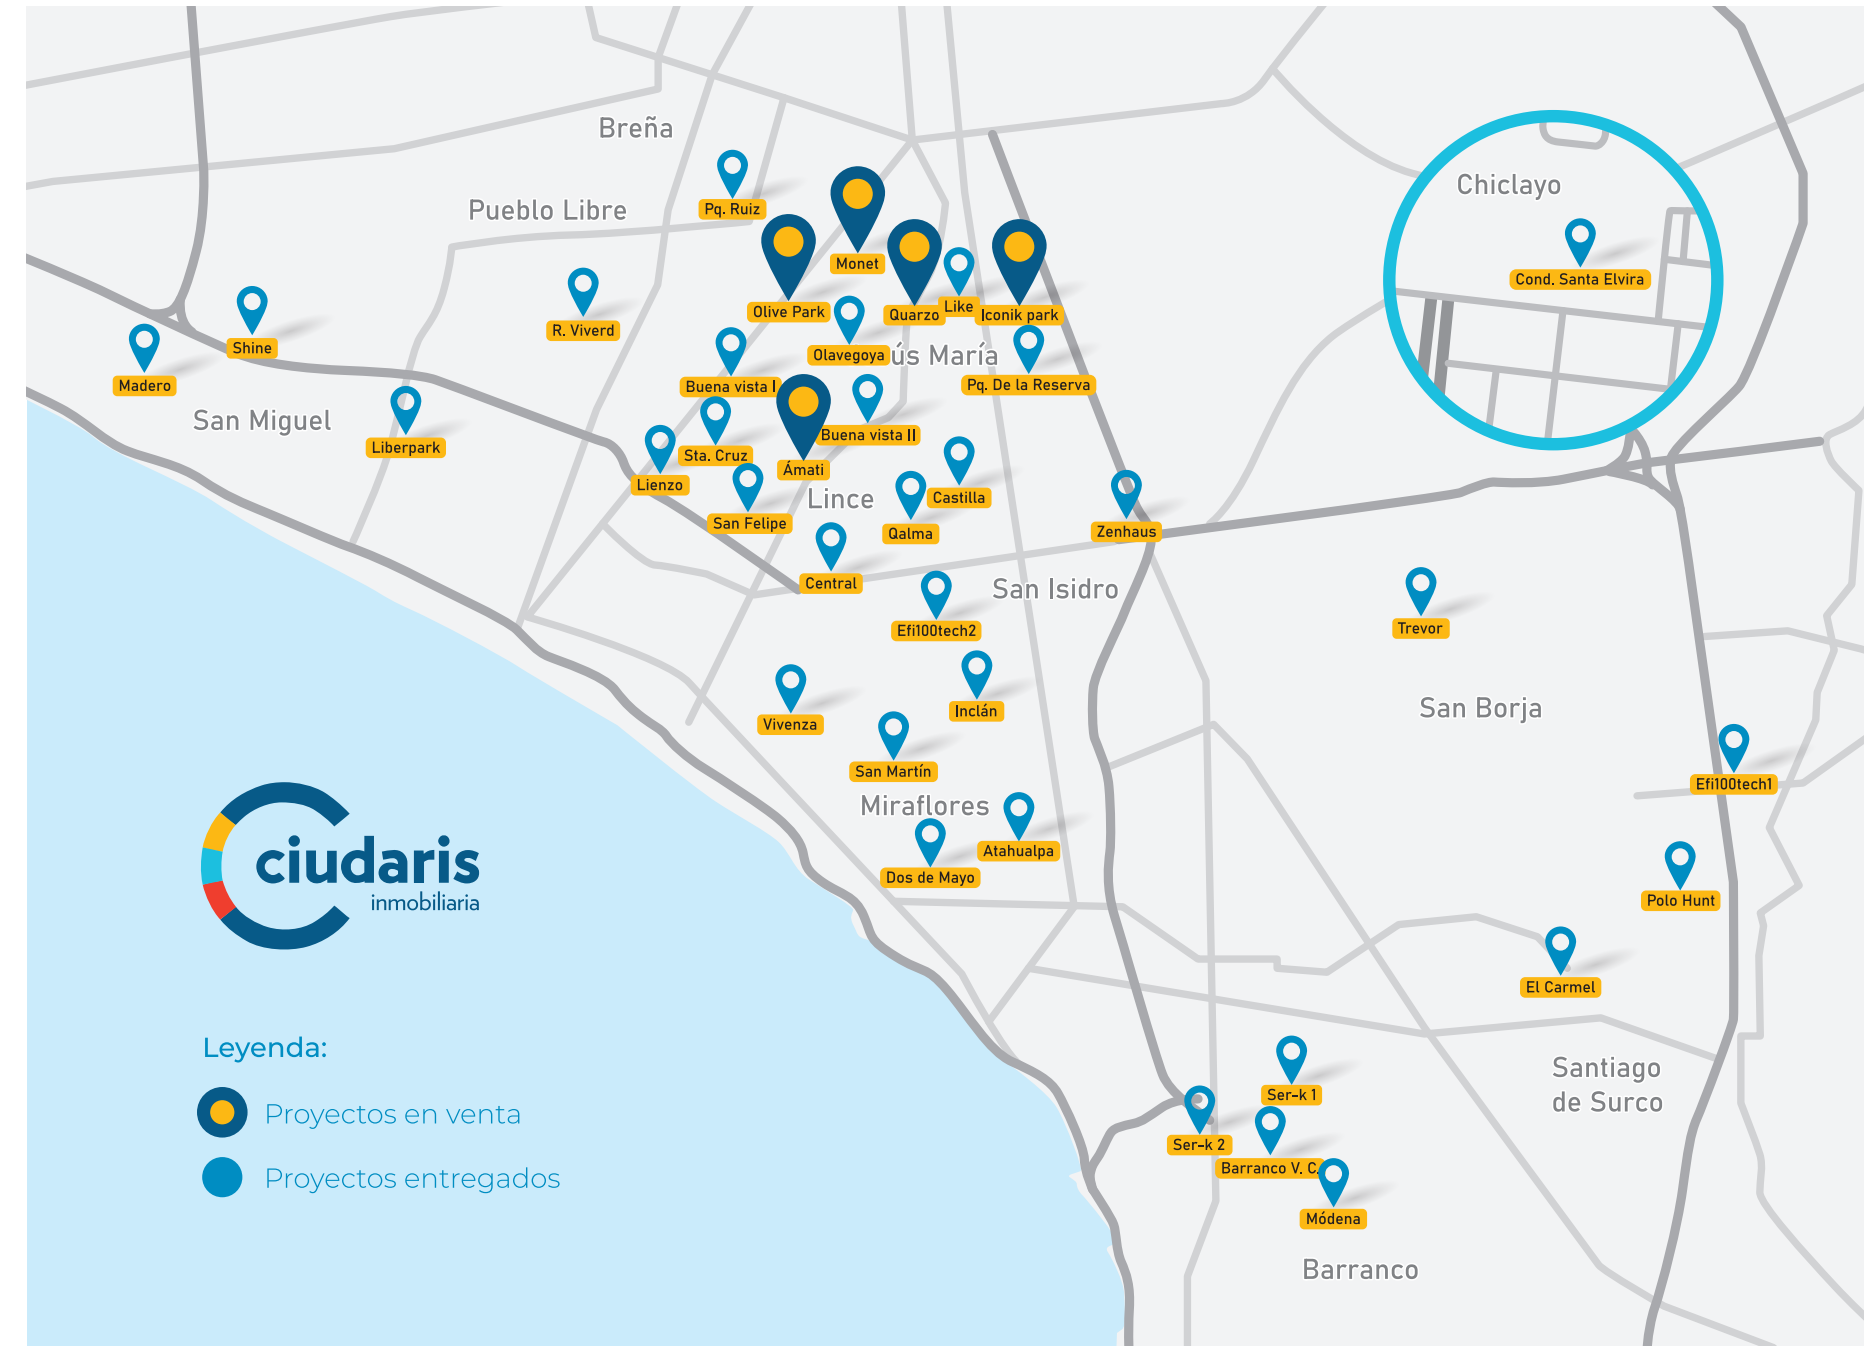 Breña
Chiclayo
Pq. Ruiz
Pueblo Libre
Monet
Cond. Santa Elvira
Olive Park
Quarzo
Like
Iconik park
R. Viverd
Shine
Olavegoya
ús María
Madero
Buena vista I
Pq. De la Reserva
San Miguel
Liberpark
Buena vista II
Sta. Cruz
Ámati
Lienzo
Lince
Castilla
San Felipe
Qalma
Zenhaus
Central
San Isidro
Efi100tech2
Trevor
Inclán
San Borja
Vivenza
San Martín
Efi100tech1
Miraflores
Atahualpa
Dos de Mayo
ciudaris
inmobiliaria
Polo Hunt
El Carmel
Leyenda:
Proyectos en venta
Proyectos entregados
Santiago
de Surco
Ser-k 1
Ser-k 2
Barranco V. C.
Módena
Barranco